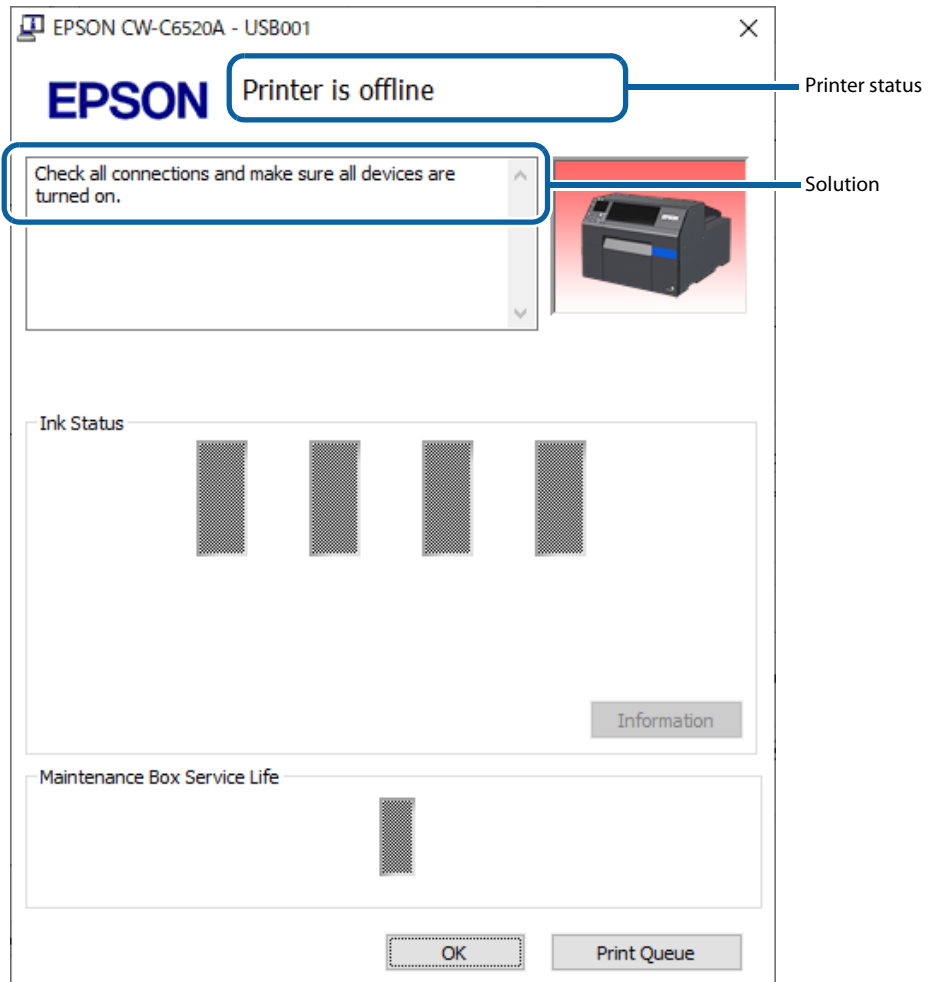 EPSON CW-C6520A - USB001
EPSON
Printer is offline
Printer status
Check all connections and make sure all devices are
turned on.
Solution
Ink Status
Information
Maintenance Box Service Life
OK
Print Queue